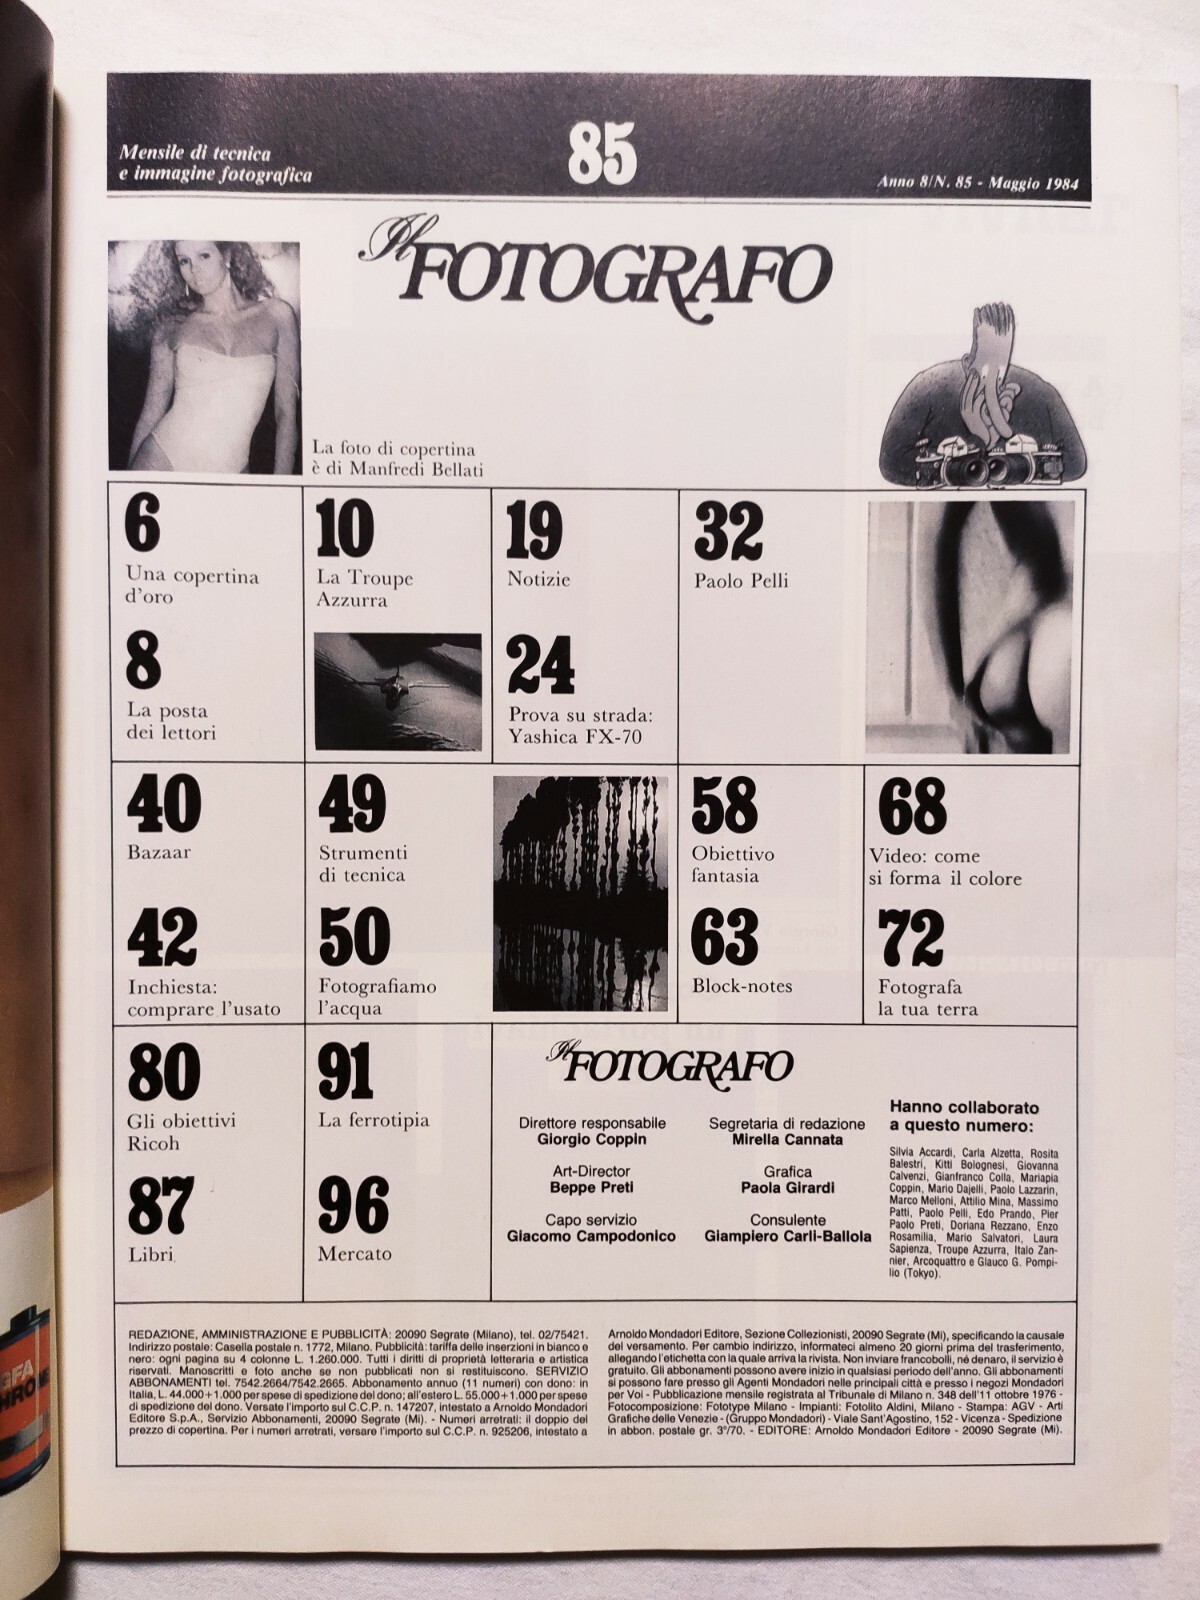 Mensile di tecnica
e immagine fotografica
85
Anno 8/N. 85 - Maggio 1984
Il FOTOGRAFO
La foto di copertina
è di Manfredi Bellati
6
Una copertina
d'oro
8
La posta
dei lettori
10
La Troupe
Azzurra
19
Notizie
24
Prova su strada:
Yashica FX-70
32
Paolo Pelli
40
Bazaar
42
Inchiesta:
comprare l'usato
49
Strumenti
di tecnica
50
Fotografiamo
l'acqua
58
Obiettivo
fantasia
63
Block-notes
68
Video: come
si forma il colore
72
Fotografa
la tua terra
80
Gli obiettivi
Ricoh
87
Libri
91
La ferrotipia
96
Mercato
Il FOTOGRAFO
Direttore responsabile
Giorgio Coppin
Art-Director
Beppe Preti
Capo servizio
Giacomo Campodonico
Segretaria di redazione
Mirella Cannata
Grafica
Paola Girardi
Consulente
Giampiero Carli-Ballola
Hanno collaborato
a questo numero:
Silvia Accardi, Carla Alzetta, Rosita
Balestri, Kitti Bolognesi, Giovanna
Calvenzi, Gianfranco Colla, Mariapia
Coppin, Mario Dajelli, Paolo Lazzarin,
Marco Melloni, Attilio Mina, Massimo
Patti, Paolo Pelli, Edo Prando, Pier
Paolo Preti, Doriana Rezzano, Enzo
Rosamilia, Mario Salvatori, Laura
Sapienza, Troupe Azzurra, Italo Zan-
nier, Arcoquattro e Glauco G. Pompi-
lio (Tokyo).
REDAZIONE, AMMINISTRAZIONE E PUBBLICITÀ: 20090 Segrate (Milano), tel. 02/75421.
Indirizzo postale: Casella postale n. 1772, Milano. Pubblicità: tariffa delle inserzioni in bianco e
nero: ogni pagina su 4 colonne L. 1.260.000. Tutti i diritti di proprietà letteraria e artistica
riservati. Manoscritti e foto anche se non pubblicati non si restituiscono. SERVIZIO
ABBONAMENTI tel. 7542.2664/7542.2665. Abbonamento annuo (11 numeri) con dono: in
Italia, L. 44.000+1.000 per spese di spedizione del dono; all'estero L. 55.000+1.000 per spese
di spedizione del dono. Versate l'importo sul C.C.P. n. 147207, intestato a Arnoldo Mondadori
Editore S.p.A., Servizio Abbonamenti, 20090 Segrate (Mi). - Numeri arretrati: il doppio del
prezzo di copertina. Per i numeri arretrati, versare l'importo sul C.C.P. n. 925206, intestato a
Arnoldo Mondadori Editore, Sezione Collezionisti, 20090 Segrate (Mi), specificando la causale
del versamento. Per cambio indirizzo, informateci almeno 20 giorni prima del trasferimento,
allegando l'etichetta con la quale arriva la rivista. Non inviare francobolli, né denaro, il servizio è
gratuito. Gli abbonamenti possono avere inizio in qualsiasi periodo dell'anno. Gli abbonamenti
si possono fare presso gli Agenti Mondadori nelle principali città e presso i negozi Mondadori
per Voi - Pubblicazione mensile registrata al Tribunale di Milano n. 348 dell'11 ottobre 1976 -
Fotocomposizione: Fototype Milano - Impianti: Fotolito Aldini, Milano - Stampa: AGV - Arti
Grafiche delle Venezie - (Gruppo Mondadori) - Viale Sant'Agostino, 152 - Vicenza - Spedizione
in abbon. postale gr. 3°/70. - EDITORE: Arnoldo Mondadori Editore - 20090 Segrate (Mi).